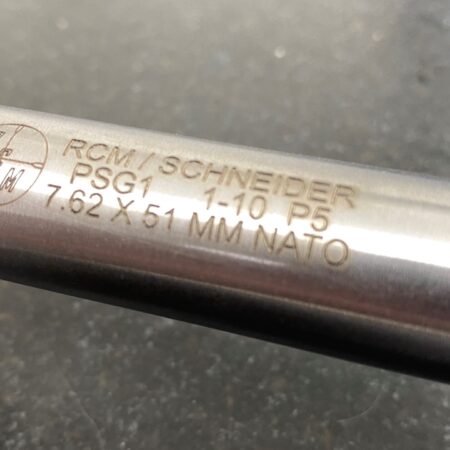 RCM / SCHNEIDER
PSG1 1-10 P5
7.62 X 51 MM NATO
M